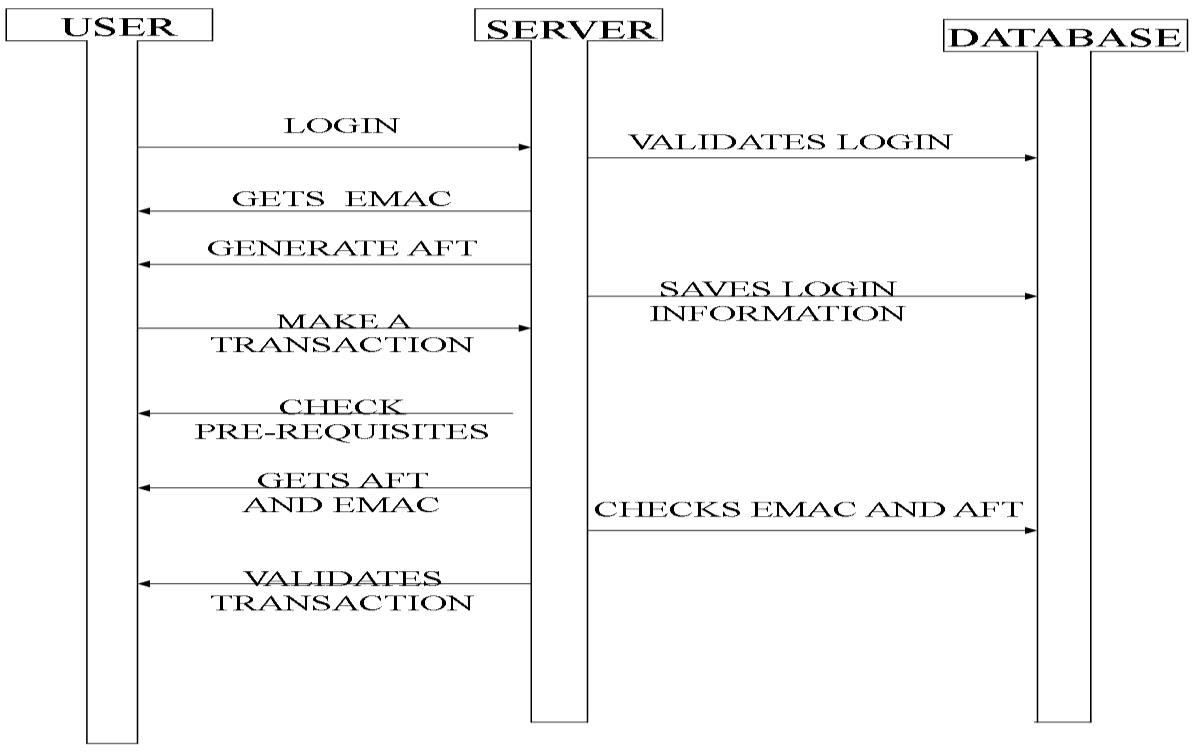 USER
SERVER
DATABASE
LOGIN
VALIDATES LOGIN
GETS EMAC
GENERATE AFT
SAVES LOGIN
INFORMATION
MAKE A
TRANSACTION
CHECK
PRE-REQUISITES
GETS AFT
AND EMAC
CHECKS EMAC AND AFT
VALIDATES
TRANSACTION